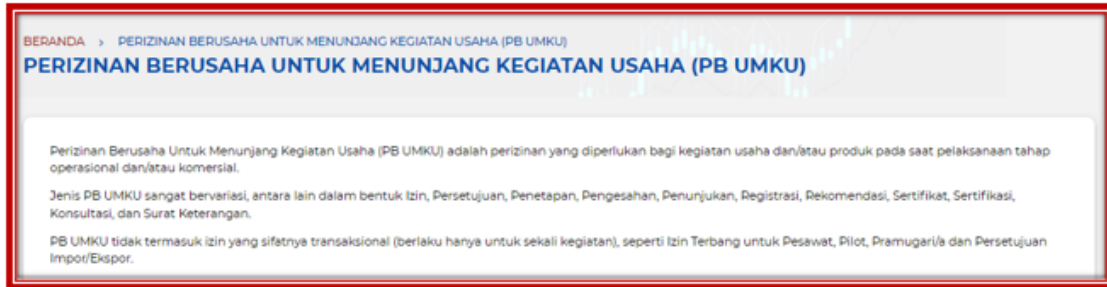 BERANDA > PERIZINAN BERUSAHA UNTUK MENUNJANG KEGIATAN USAHA (PB UMKU)
PERIZINAN BERUSAHA UNTUK MENUNJANG KEGIATAN USAHA (PB UMKU)
Perizinan Berusaha Untuk Menunjang Kegiatan Usaha (PB UMKU) adalah perizinan yang diperlukan bagi kegiatan usaha dan/atau produk pada saat pelaksanaan tahap
operasional dan/atau komersial.
Jenis PB UMKU sangat bervariasi, antara lain dalam bentuk Izin, Persetujuan, Penetapan, Pengesahan, Penunjukan, Registrasi, Rekomendasi, Sertifikat, Sertifikasi,
Konsultasi, dan Surat Keterangan.
PB UMKU tidak termasuk izin yang sifatnya transaksional (berlaku hanya untuk sekali kegiatan), seperti Izin Terbang untuk Pesawat, Pilot, Pramugari/a dan Persetujuan
Impor/Ekspor.